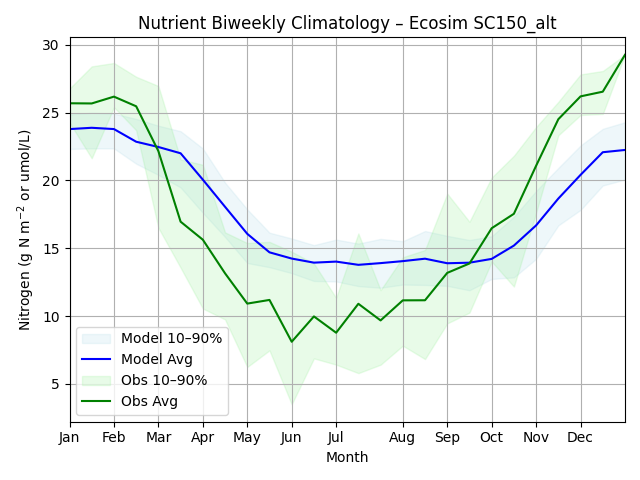 Nutrient Biweekly Climatology – Ecosim SC150_alt
Nitrogen (g N m⁻² or umol/L)
30
25
20
15
10
5
Model 10–90%
Model Avg
Obs 10–90%
Obs Avg
Jan Feb Mar Apr May Jun Jul Aug Sep Oct Nov Dec
Month